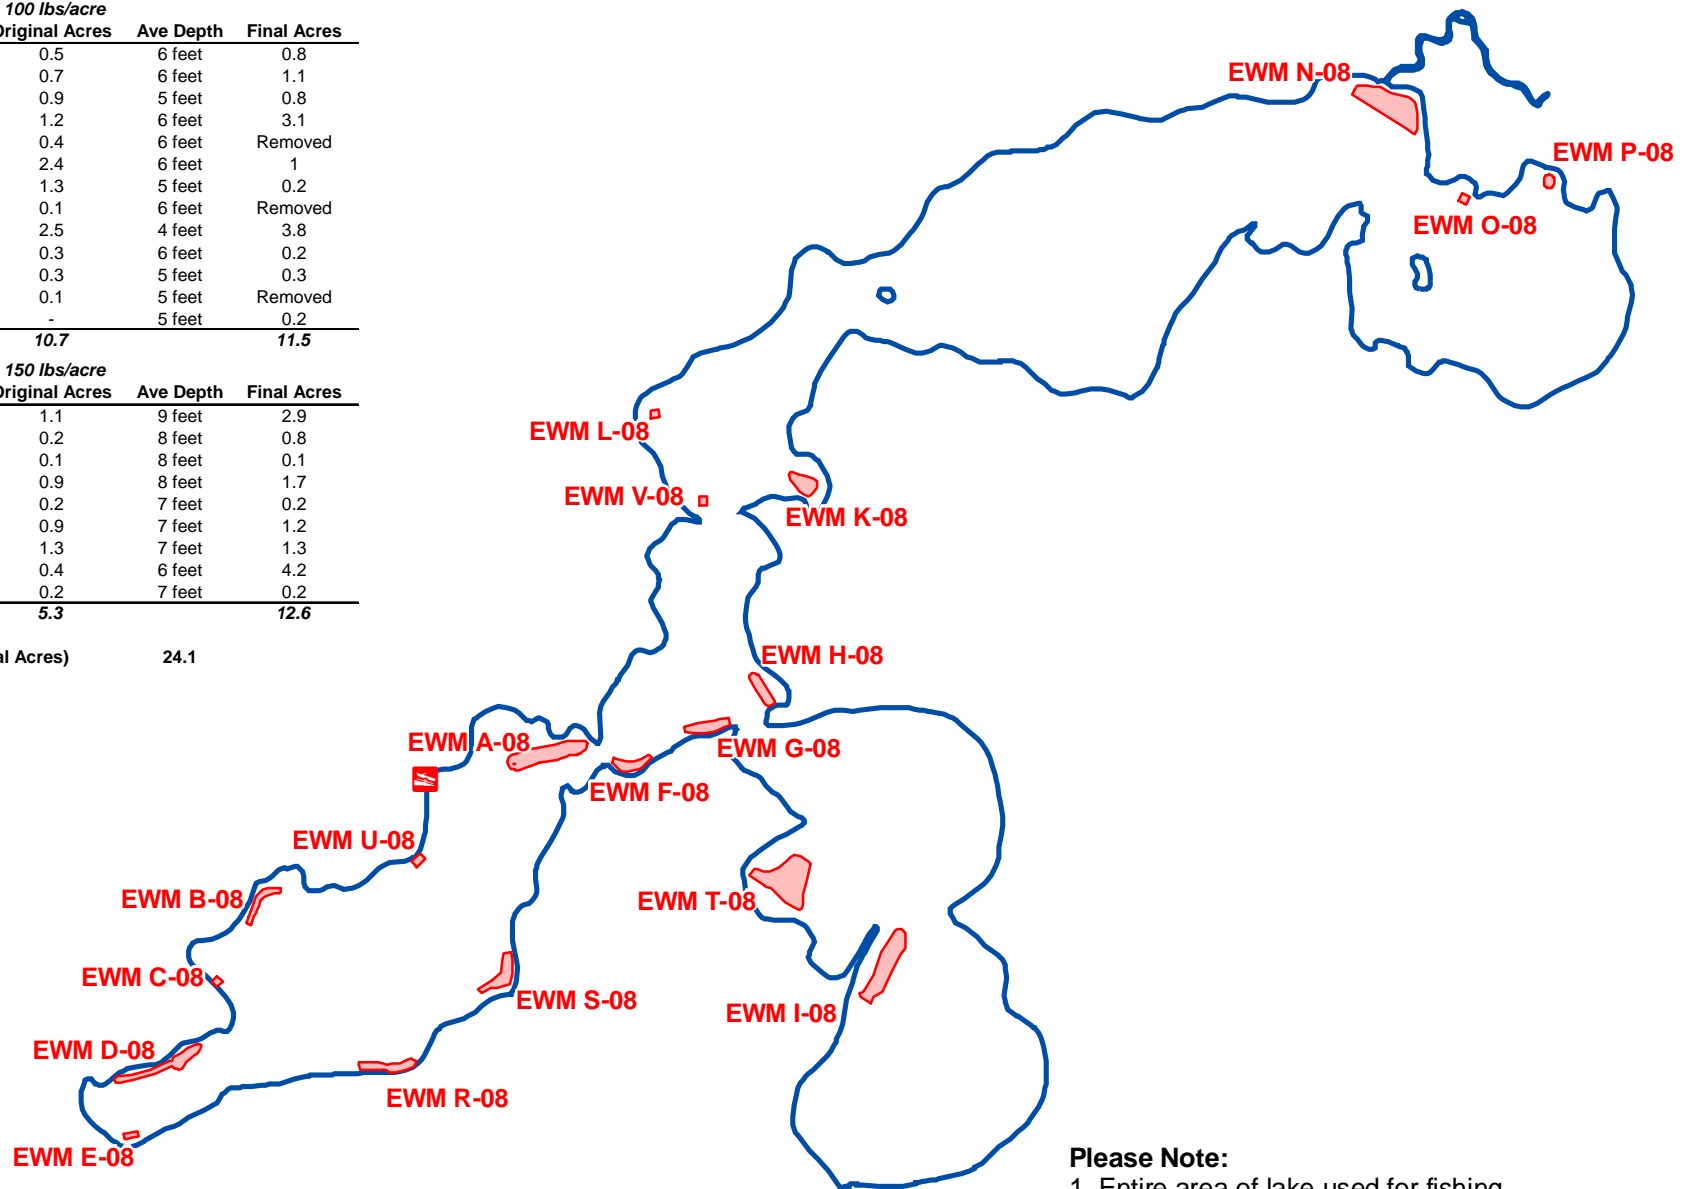 100 lbs/acre
Original Acres Ave Depth Final Acres
0.5 6 feet 0.8
0.7 6 feet 1.1
0.9 5 feet 0.8
1.2 6 feet 3.1
0.4 6 feet Removed
2.4 6 feet 1
1.3 5 feet 0.2
0.1 6 feet Removed
2.5 4 feet 3.8
0.3 6 feet 0.2
0.3 5 feet 0.3
0.1 5 feet Removed
- 5 feet 0.2
10.7 11.5
150 lbs/acre
Original Acres Ave Depth Final Acres
1.1 9 feet 2.9
0.2 8 feet 0.8
0.1 8 feet 0.1
0.9 8 feet 1.7
0.2 7 feet 0.2
0.9 7 feet 1.2
1.3 7 feet 1.3
0.4 6 feet 4.2
0.2 7 feet 0.2
5.3 12.6
Acres) 24.1
EWM N-08
EWM P-08
EWM O-08
EWM L-08
EWM V-08
EWM K-08
EWM H-08
EWM A-08
EWM G-08
EWM F-08
EWM U-08
EWM B-08
EWM T-08
EWM C-08
EWM S-08
EWM I-08
EWM D-08
EWM R-08
EWM E-08
Please Note:
1. Entire area of lake used for fishing